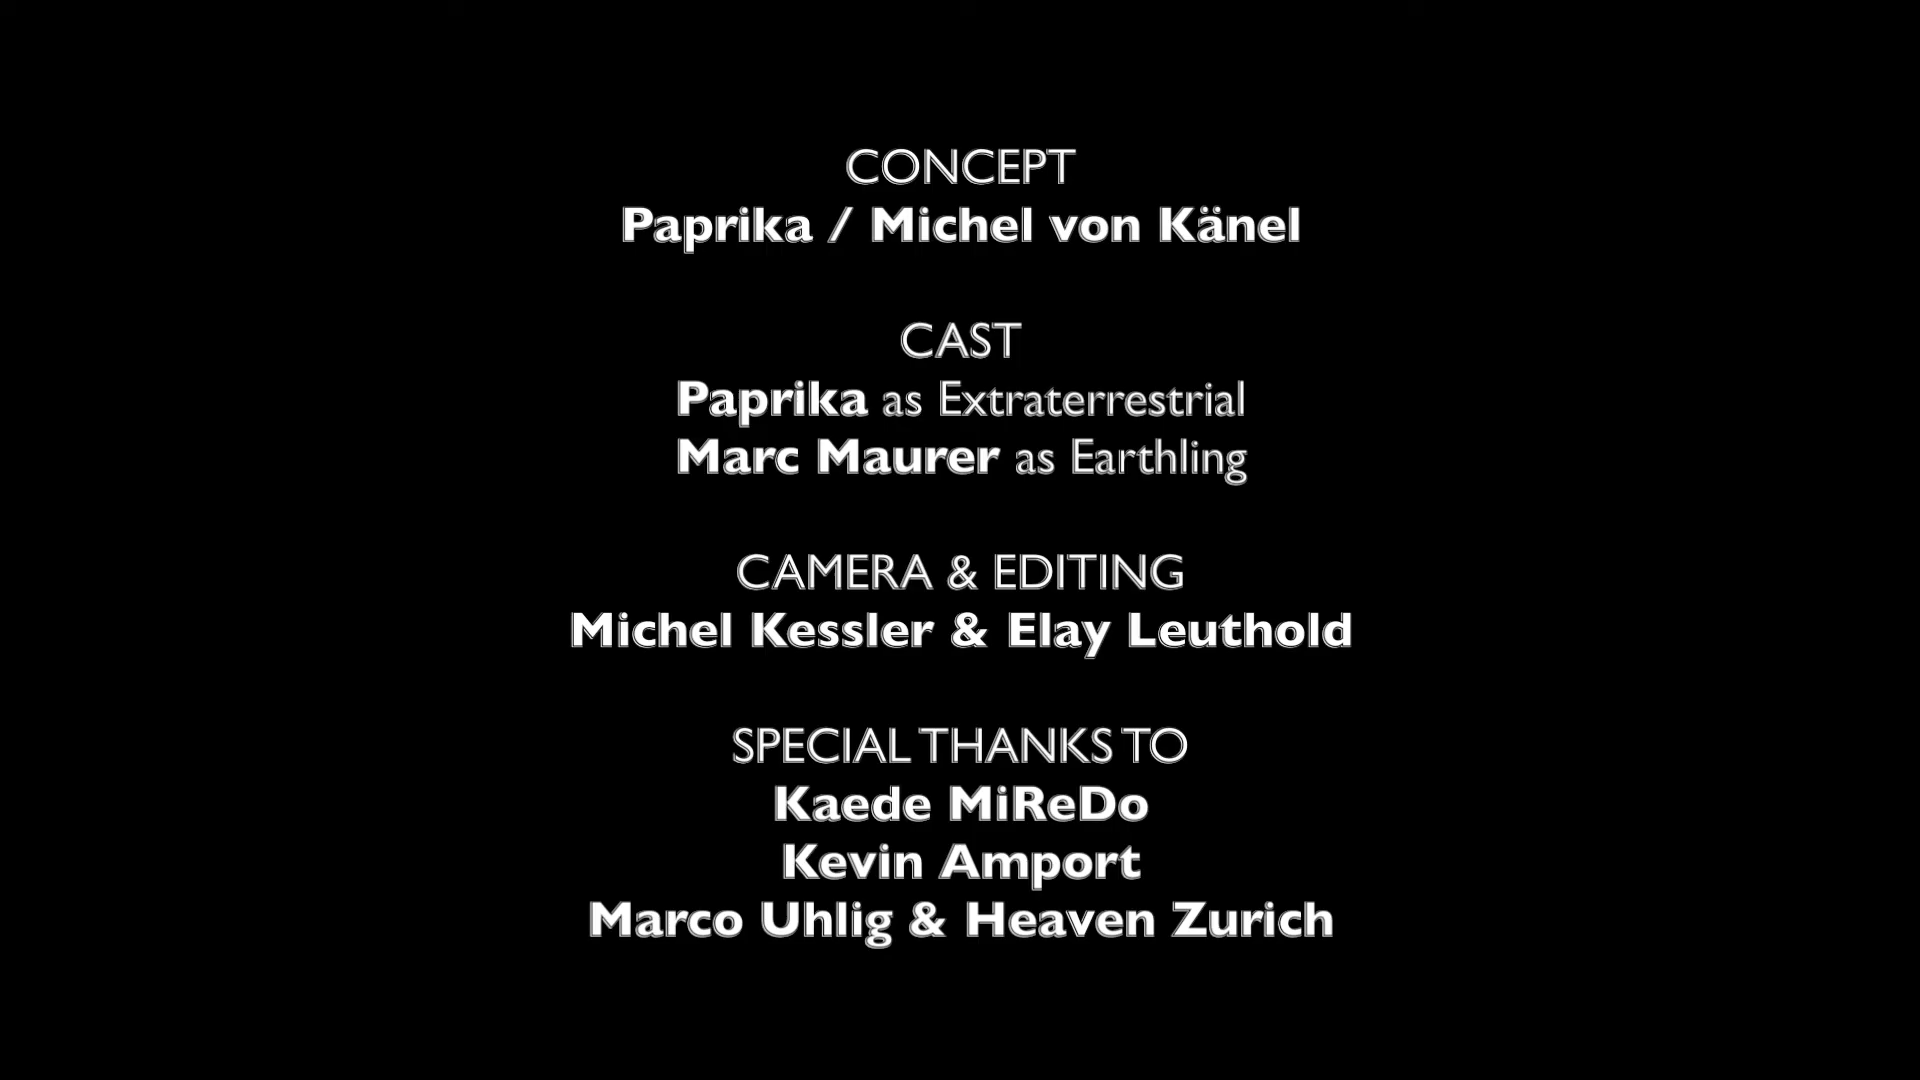 CONCEPT
Paprika / Michel von Känel
CAST
Paprika as Extraterrestrial
Marc Maurer as Earthling
CAMERA & EDITING
Michel Kessler & Elay Leuthold
SPECIAL THANKS TO
Kaede MiReDo
Kevin Amport
Marco Uhlig & Heaven Zurich